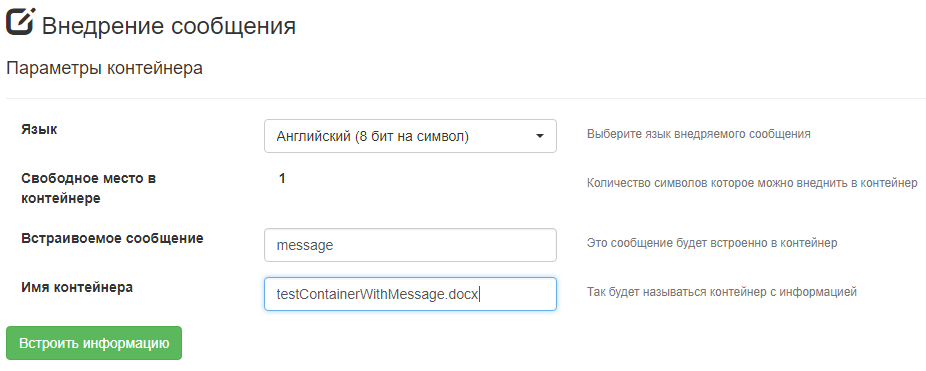 Внедрение сообщения
Параметры контейнера
Язык
Английский (8 бит на символ)
Выберите язык внедряемого сообщения
Свободное место в
контейнере
1
Количество символов которое можно внеднить в контейнер
Встраивоемое сообщение
message
Это сообщение будет встроенно в контейнер
Имя контейнера
testContainerWithMessage.docx
Так будет называться контейнер с информацией
Встроить информацию